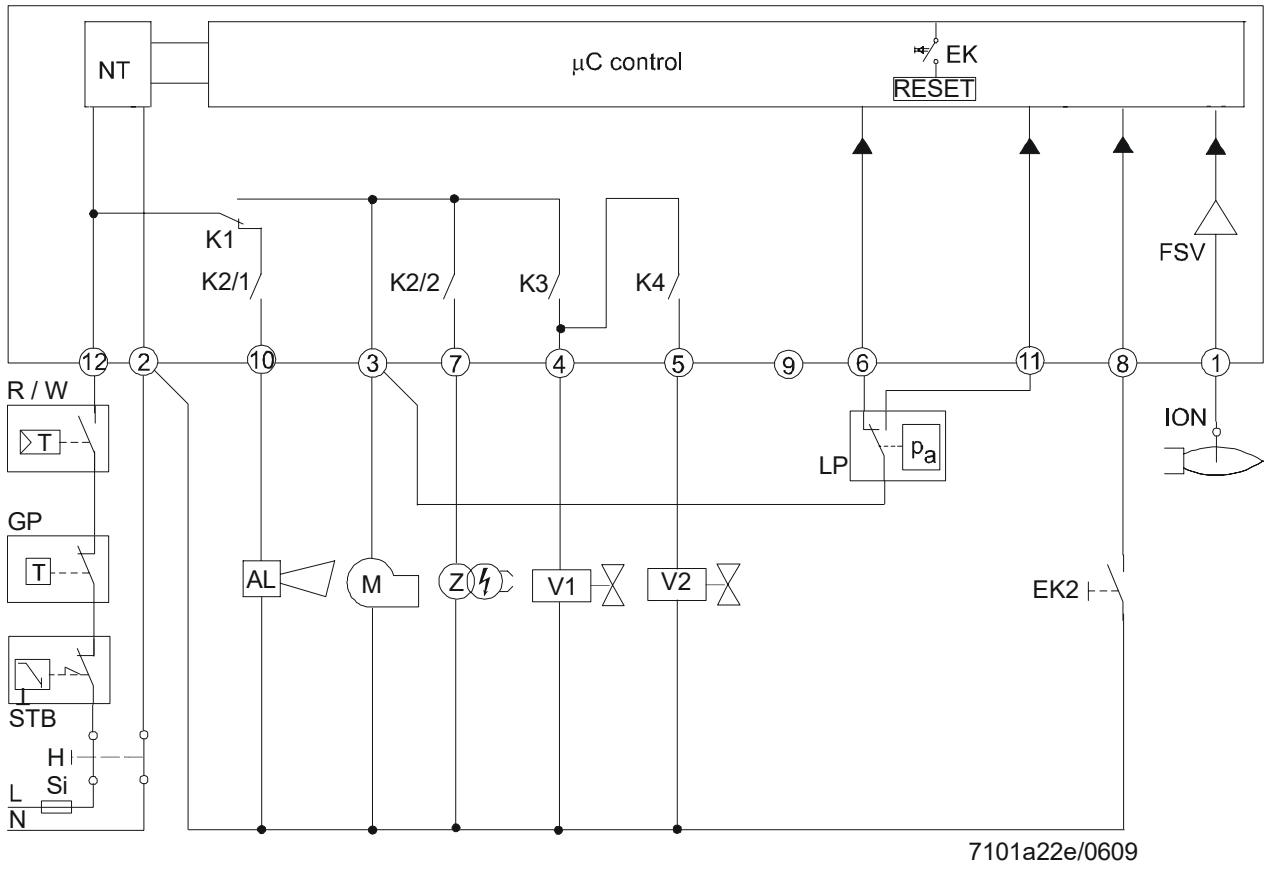 NT
µC control
EK
RESET
K1
K2/1
K2/2
K3
K4
FSV
12
2
10
3
7
4
5
9
6
11
8
1
R / W
T
LP
pa
ION
GP
T
AL
M
Z
V1
V2
EK2
STB
H
Si
L
N
7101a22e/0609